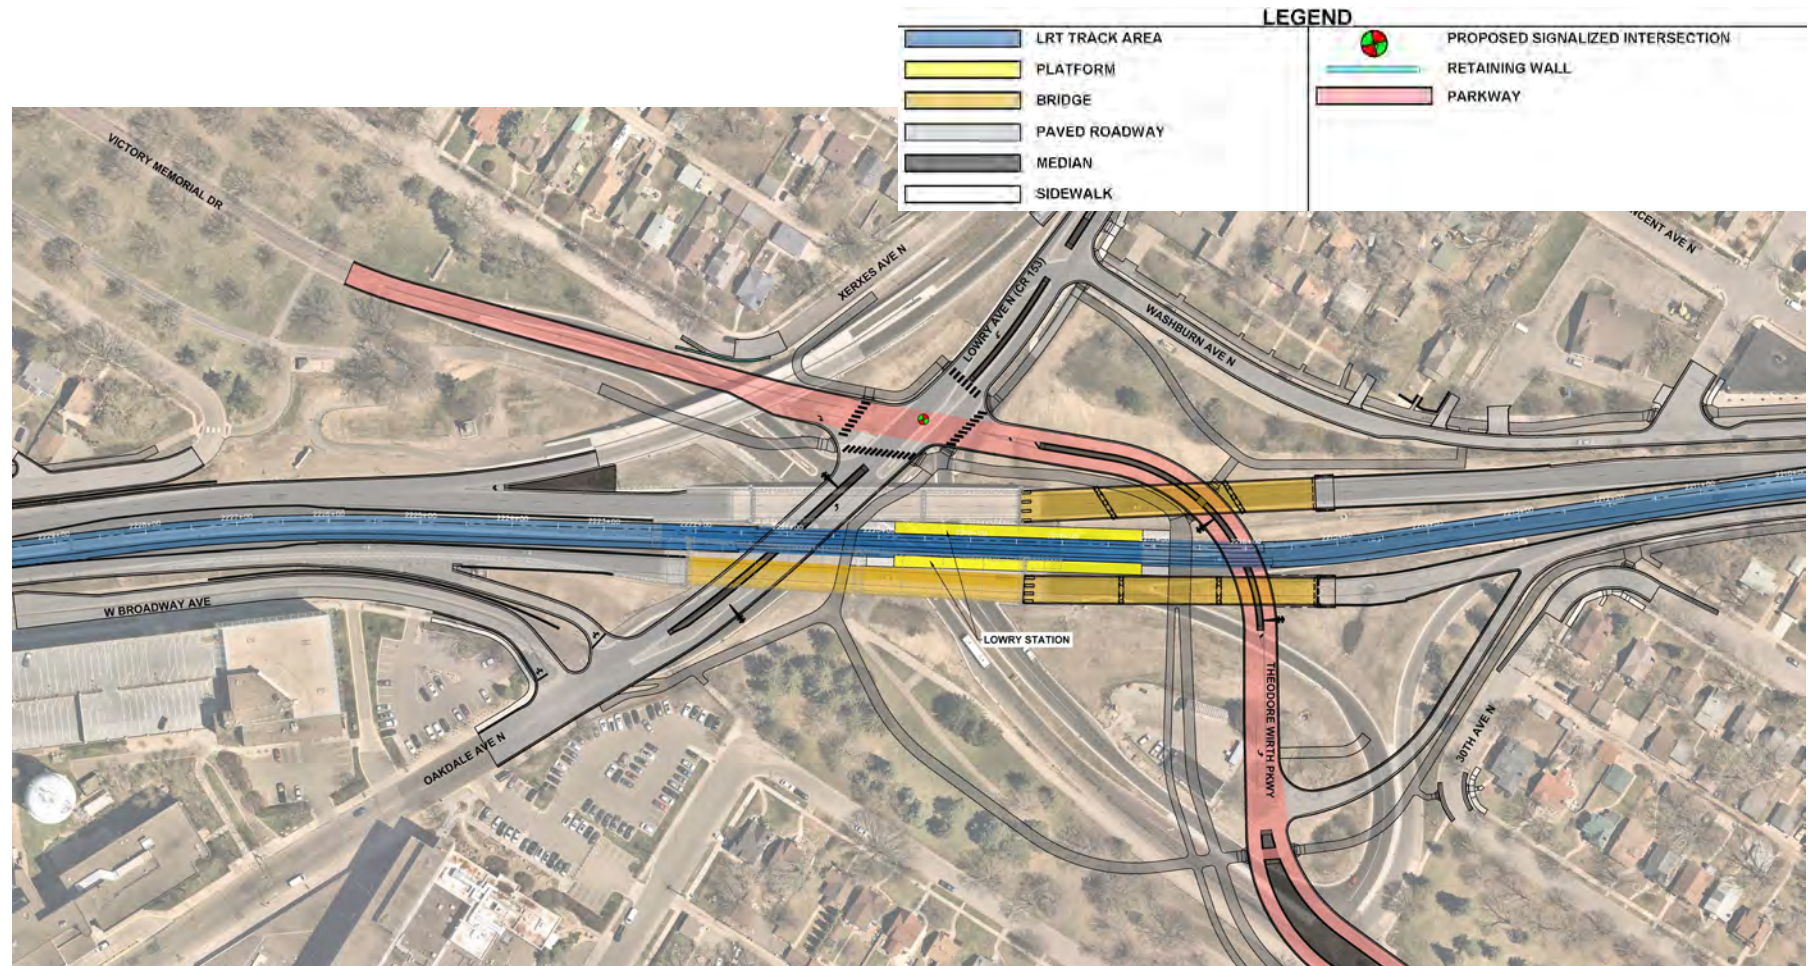 LEGEND
LRT TRACK AREA
PLATFORM
BRIDGE
PAVED ROADWAY
MEDIAN
SIDEWALK
PROPOSED SIGNALIZED INTERSECTION
RETAINING WALL
PARKWAY
VICTORY MEMORIAL DR
XERXES AVE N
LOWRY AVE N (CR 153)
WASHBURN AVE N
NCENT AVE N
W BROADWAY AVE
OAKDALE AVE N
LOWRY STATION
THEODORE WIRTH PKWY
30TH AVE N